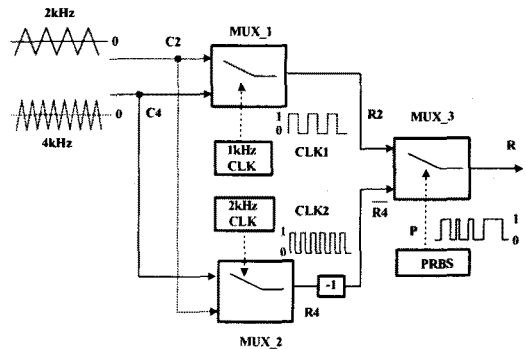 2kHz
0
C2
MUX_1
C4
0
4kHz
1
0
R2
MUX_3
1kHz
CLK
CLK1
R
2kHz
CLK
CLK2
R4
P
1
0
1
0
PRBS
-1
R4
MUX_2